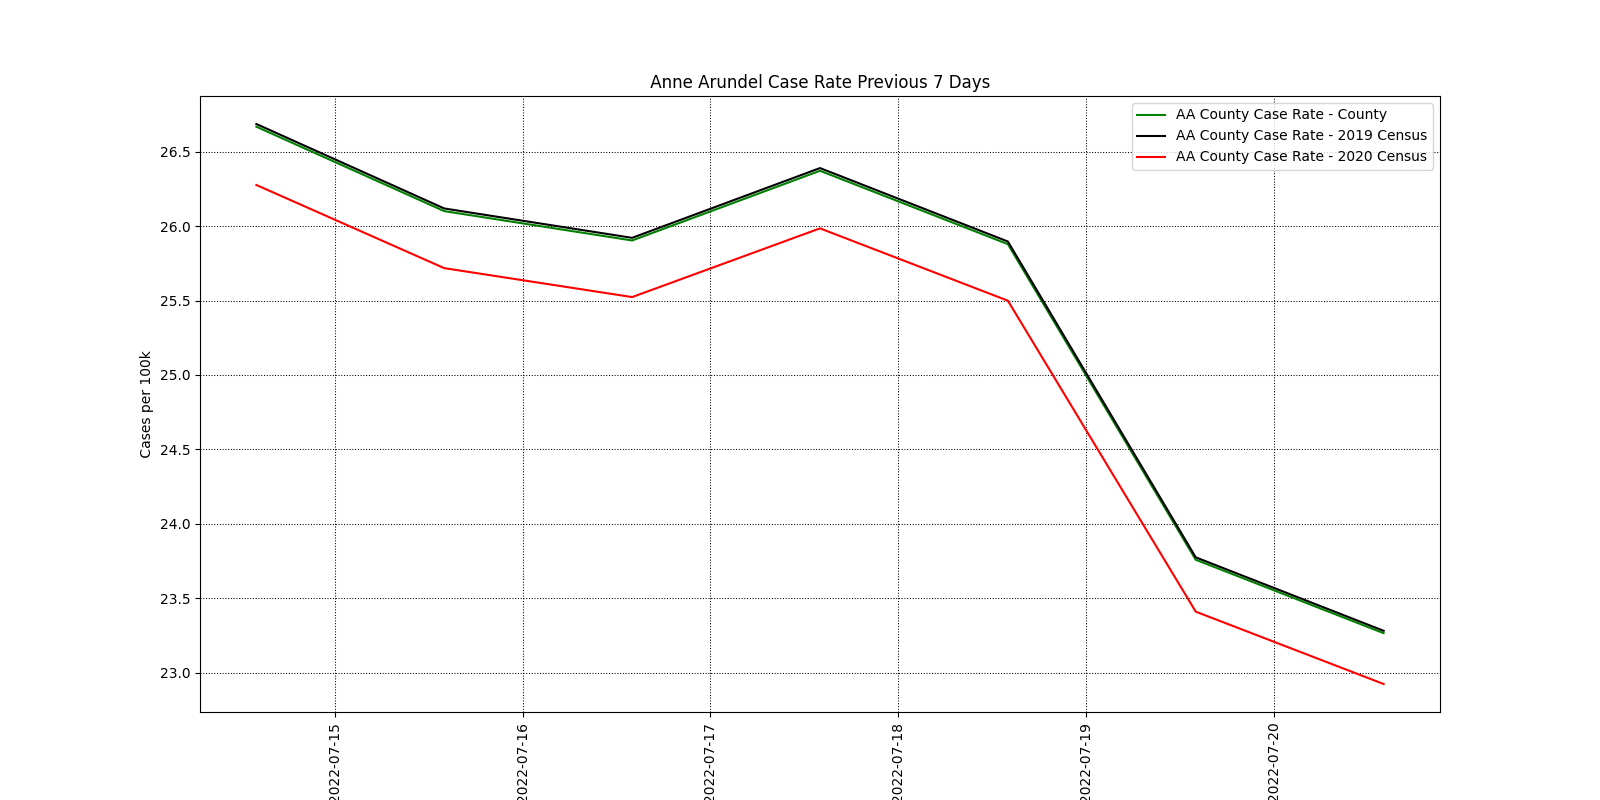 Anne Arundel Case Rate Previous 7 Days
AA County Case Rate - County
AA County Case Rate - 2019 Census
AA County Case Rate - 2020 Census
Cases per 100k
26.5
26.0
25.5
25.0
24.5
24.0
23.5
23.0
2022-07-15
2022-07-16
2022-07-17
2022-07-18
2022-07-19
2022-07-20